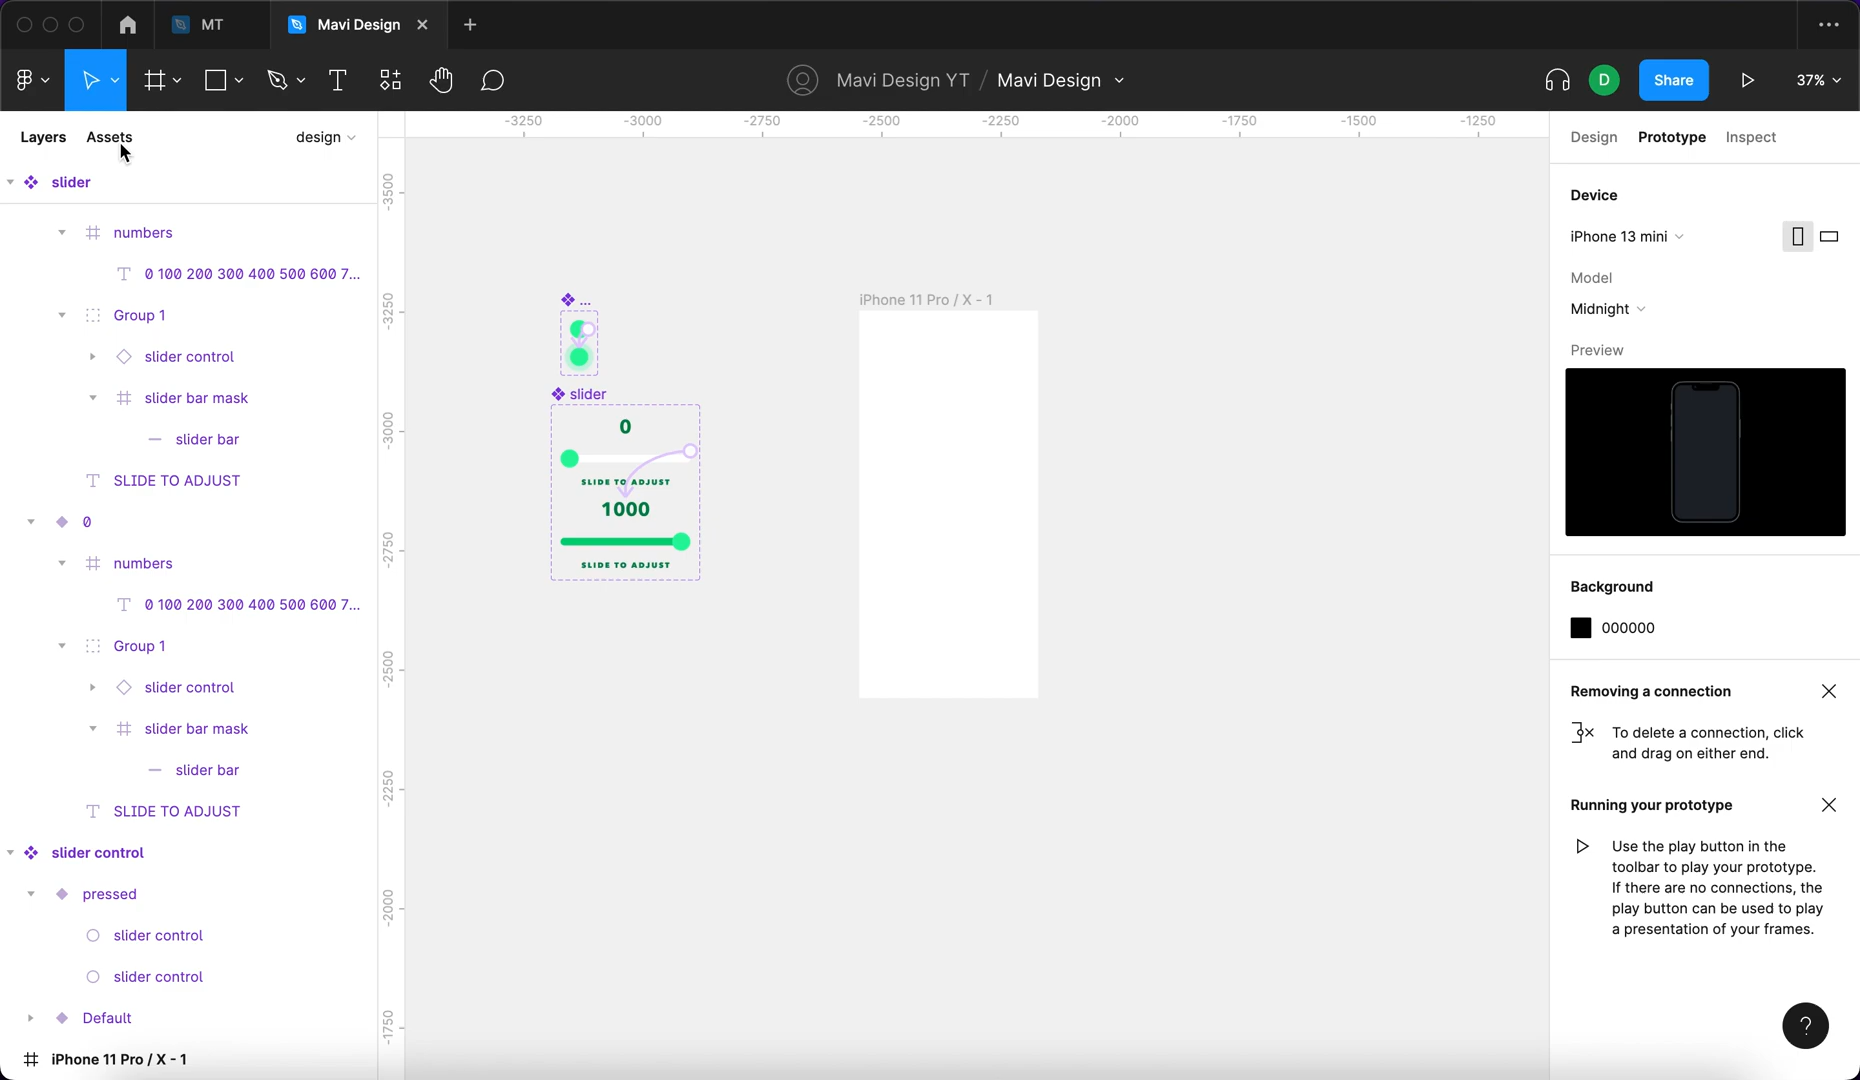 MT
Mavi Design
Mavi Design YT / Mavi Design
D
Share
37%
Layers
Assets
design
slider
numbers
0 100 200 300 400 500 600 7...
Group 1
slider control
slider bar mask
slider bar
SLIDE TO ADJUST
0
numbers
0 100 200 300 400 500 600 7...
Group 1
slider control
slider bar mask
slider bar
SLIDE TO ADJUST
slider control
pressed
slider control
slider control
Default
iPhone 11 Pro / X - 1
-3250
-3000
-2750
-2500
-2250
-2000
-1750
-1500
-1250
-3500
-3250
-3000
-2750
-2500
-2250
-2000
-1750
...
slider
0
SLIDE TO ADJUST
1000
SLIDE TO ADJUST
iPhone 11 Pro / X - 1
Design
Prototype
Inspect
Device
iPhone 13 mini
Model
Midnight
Preview
Background
000000
Removing a connection
To delete a connection, click
and drag on either end.
Running your prototype
Use the play button in the
toolbar to play your prototype.
If there are no connections, the
play button can be used to play
a presentation of your frames.
?